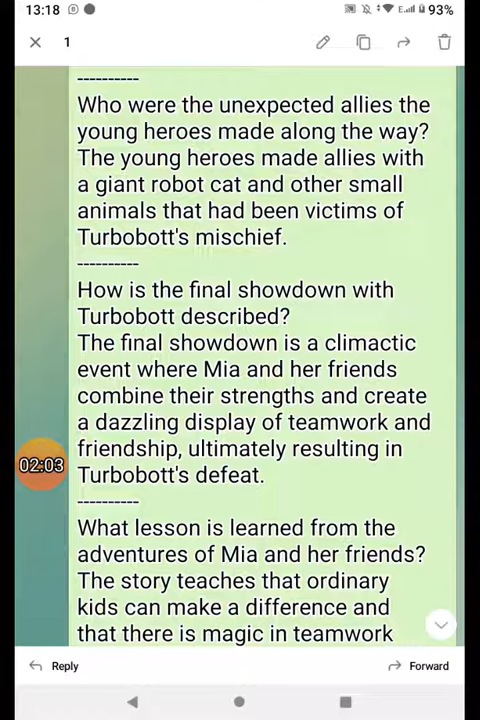 13:18
93%
1
----------
Who were the unexpected allies the
young heroes made along the way?
The young heroes made allies with
a giant robot cat and other small
animals that had been victims of
Turbobott's mischief.
----------
How is the final showdown with
Turbobott described?
The final showdown is a climactic
event where Mia and her friends
combine their strengths and create
a dazzling display of teamwork and
friendship, ultimately resulting in
Turbobott's defeat.
02:03
----------
What lesson is learned from the
adventures of Mia and her friends?
The story teaches that ordinary
kids can make a difference and
that there is magic in teamwork
Reply
Forward